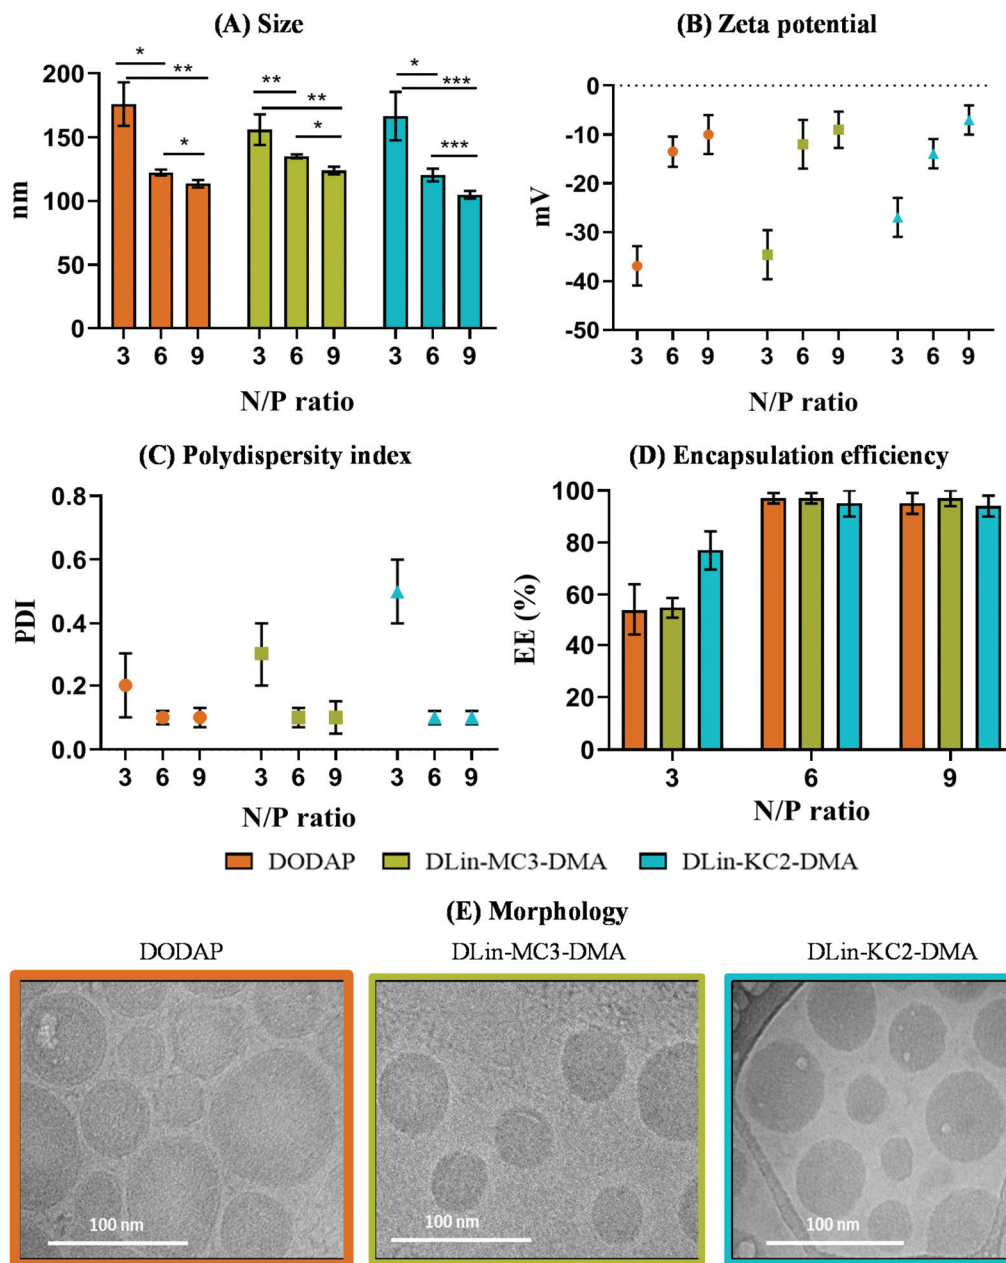 (A) Size
* ** ** ** * ***
* * ***
200
150
100
50
0
nm
3 6 9 3 6 9 3 6 9
N/P ratio
(B) Zeta potential
0
-10
-20
-30
-40
-50
mV
3 6 9 3 6 9 3 6 9
N/P ratio
(C) Polydispersity index
0.8
0.6
0.4
0.2
0.0
PDI
3 6 9 3 6 9 3 6 9
N/P ratio
(D) Encapsulation efficiency
100
80
60
40
20
0
EE (%)
3 6 9
N/P ratio
DODAP DLin-MC3-DMA DLin-KC2-DMA
(E) Morphology
DODAP DLin-MC3-DMA DLin-KC2-DMA
100 nm 100 nm 100 nm